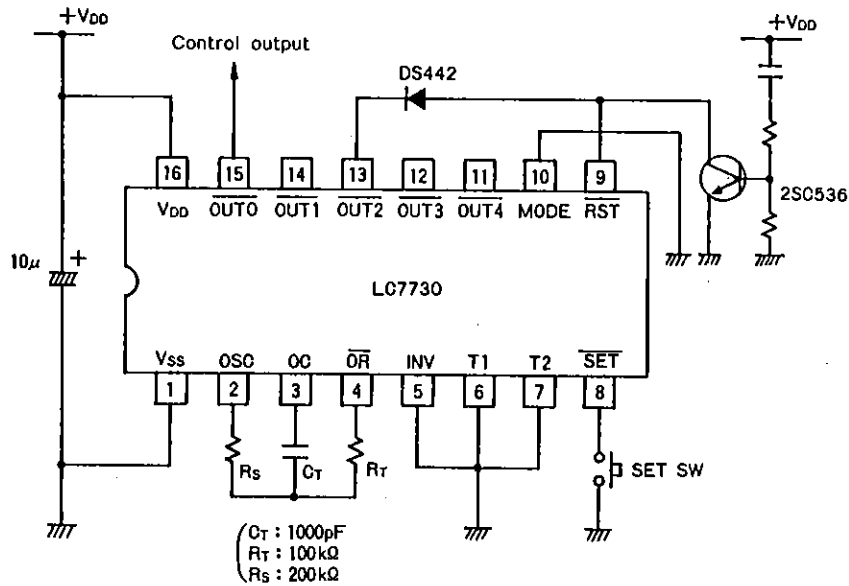 +VDD
Control output
DS442
+VDD
16 15 14 13 12 11 10 9
VDD OUT0 OUT1 OUT2 OUT3 OUT4 MODE RST
2SC536
10μ +
LC7730
VSS OSC OC OR INV T1 T2 SET
1 2 3 4 5 6 7 8
RS CT RT
SET SW
CT : 1000pF
RT : 100kΩ
RS : 200kΩ